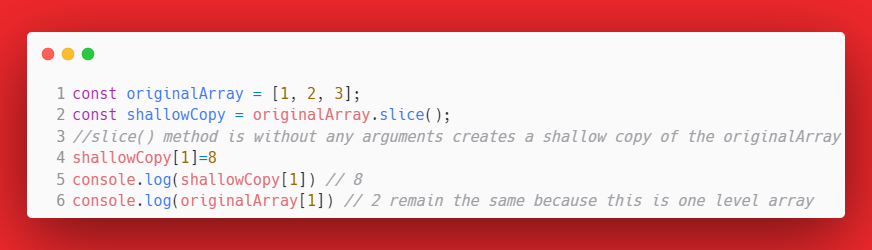 1 const originalArray = [1, 2, 3];
2 const shallowCopy = originalArray.slice();
3 //slice() method is without any arguments creates a shallow copy of the originalArray
4 shallowCopy[1]=8
5 console.log(shallowCopy[1]) // 8
6 console.log(originalArray[1]) // 2 remain the same because this is one level array